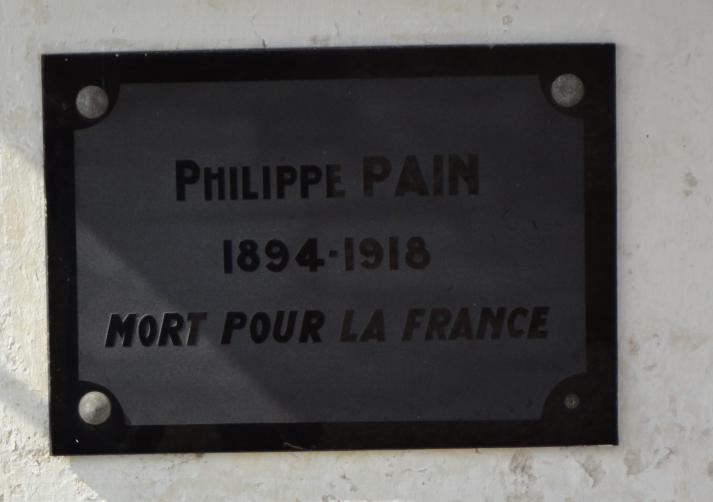 PHILIPPE PAIN
1894-1918
MORT POUR LA FRANCE